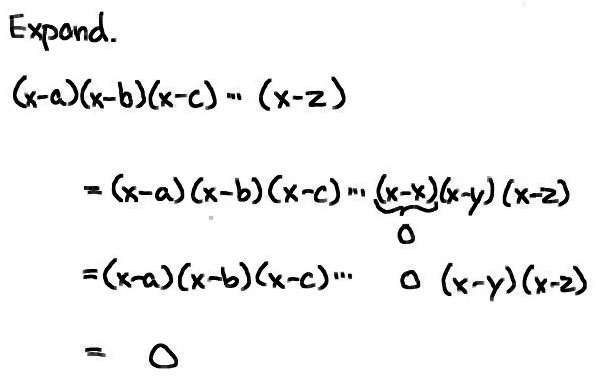 Expand.
(x-a)(x-b)(x-c) ... (x-z)
= (x-a)(x-b)(x-c) ... (x-x)(x-y)(x-z)
0
= (x-a)(x-b)(x-c) ... 0 (x-y)(x-z)
= 0